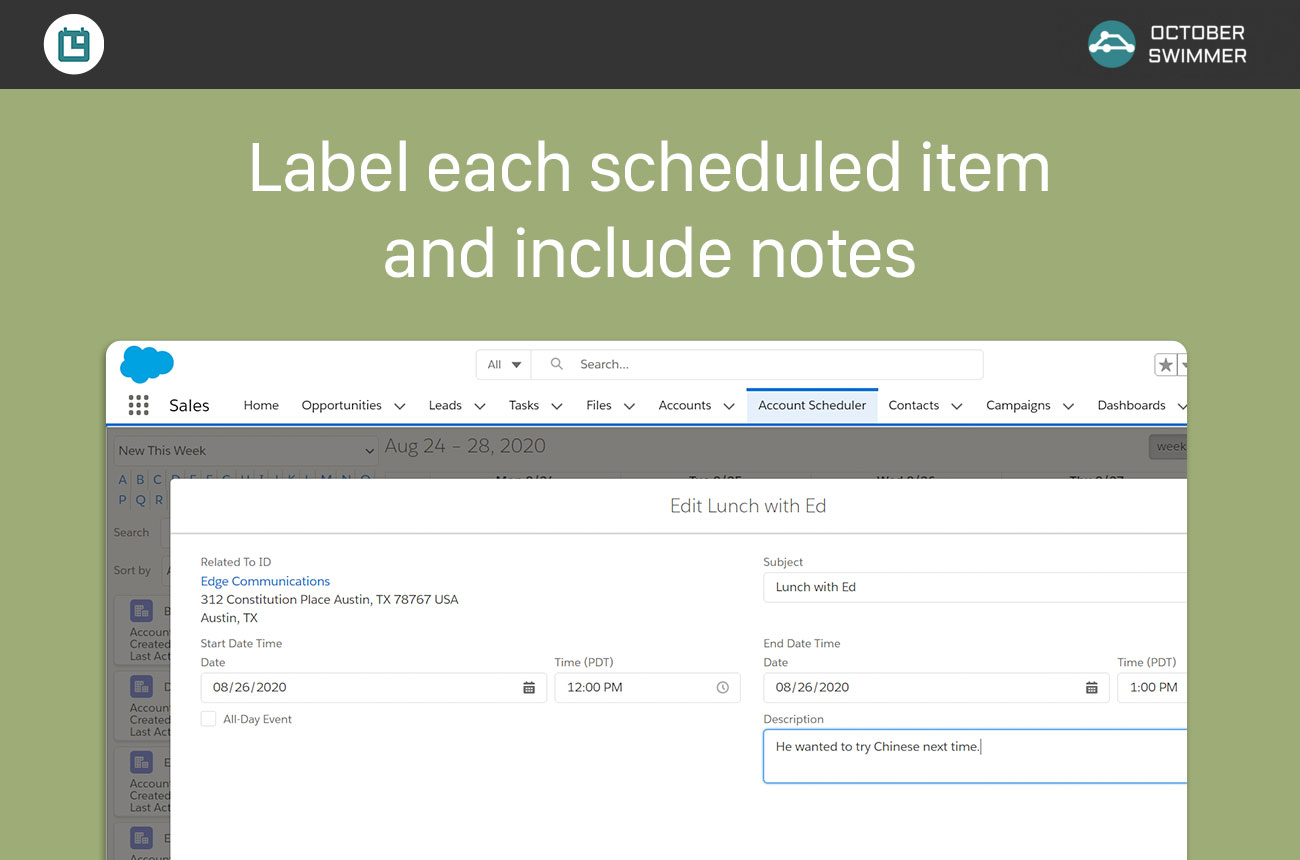 OCTOBER
SWIMMER
Label each scheduled item
and include notes
All
Search...
Sales Home Opportunities Leads Tasks Files Accounts Account Scheduler Contacts Campaigns Dashboards
New This Week
Aug 24 – 28, 2020
week
A B C
P Q R
Edit Lunch with Ed
Search
Sort by
Related To ID
Edge Communications
312 Constitution Place Austin, TX 78767 USA
Austin, TX
Subject
Lunch with Ed
Start Date Time
Date Time (PDT)
08/26/2020 12:00 PM
All-Day Event
End Date Time
Date Time (PDT)
08/26/2020 1:00 PM
Description
He wanted to try Chinese next time.
B
Accoun
Created
Last Act
D
Accoun
Created
Last Act
E
Accoun
Created
Last Act
E